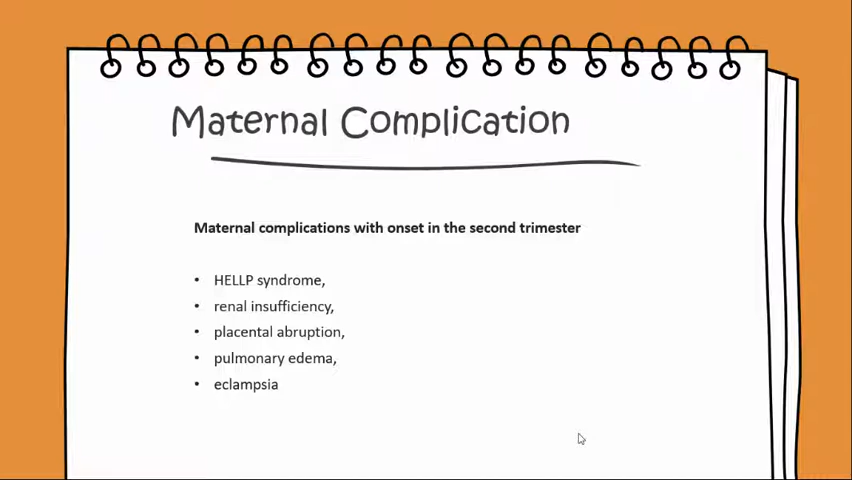 Maternal Complication
Maternal complications with onset in the second trimester
• HELLP syndrome,
• renal insufficiency,
• placental abruption,
• pulmonary edema,
• eclampsia